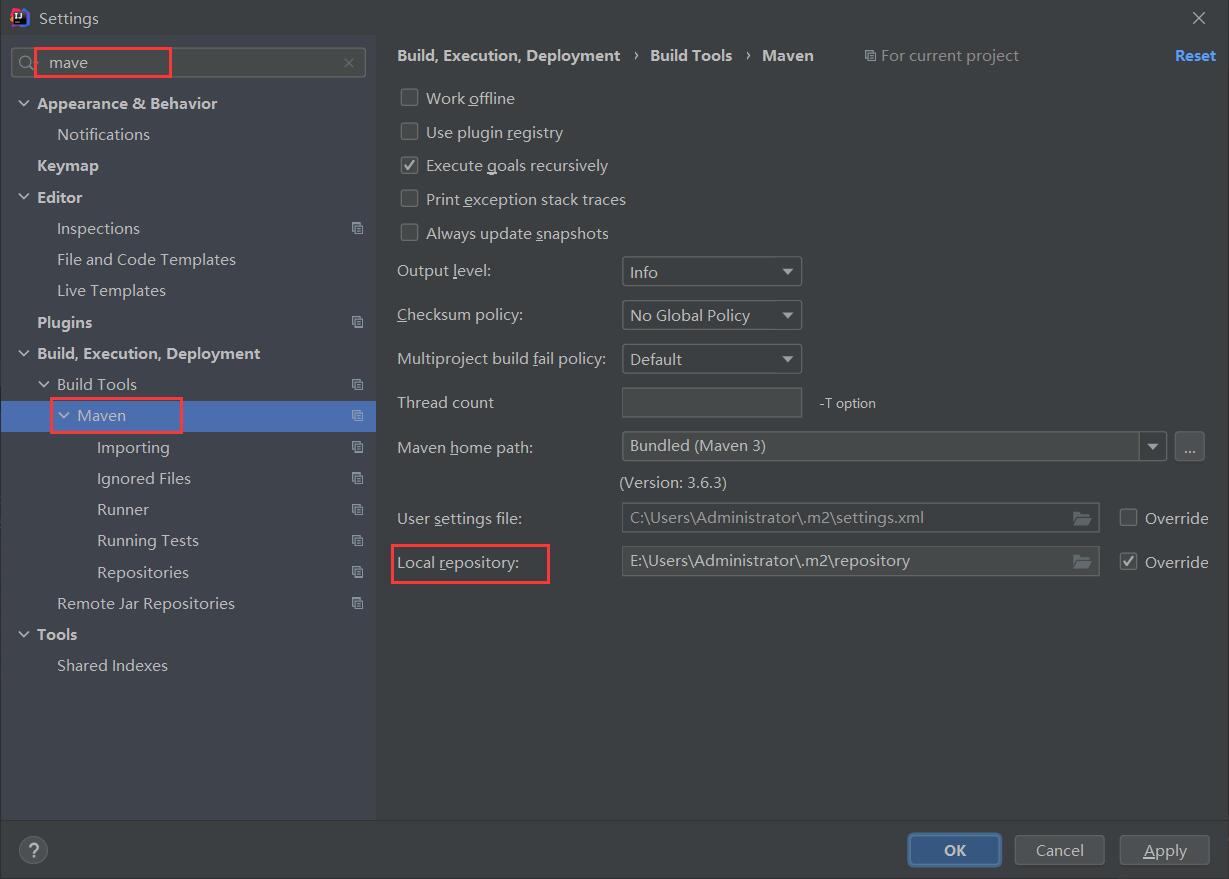 Settings
mave
Appearance & Behavior
Notifications
Keymap
Editor
Inspections
File and Code Templates
Live Templates
Plugins
Build, Execution, Deployment
Build Tools
Maven
Importing
Ignored Files
Runner
Running Tests
Repositories
Remote Jar Repositories
Tools
Shared Indexes
Build, Execution, Deployment › Build Tools › Maven For current project Reset
Work offline
Use plugin registry
Execute goals recursively
Print exception stack traces
Always update snapshots
Output level: Info
Checksum policy: No Global Policy
Multiproject build fail policy: Default
Thread count -T option
Maven home path: Bundled (Maven 3) ...
(Version: 3.6.3)
User settings file: C:\Users\Administrator\.m2\settings.xml Override
Local repository: E:\Users\Administrator\.m2\repository Override
? OK Cancel Apply